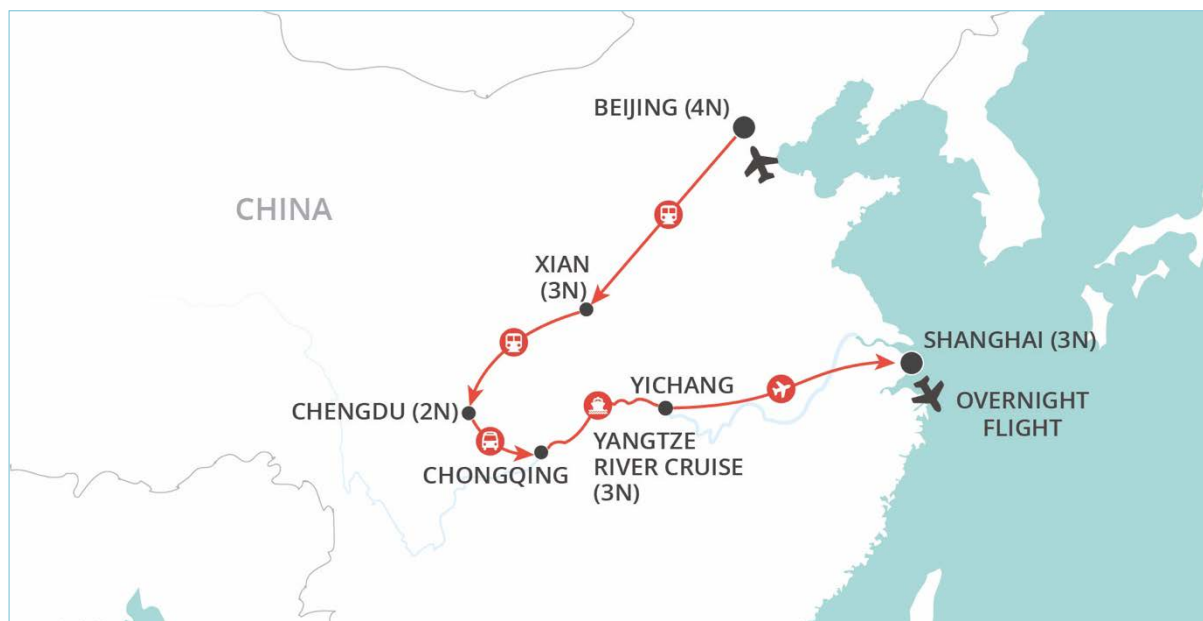 BEIJING (4N)
CHINA
XIAN
(3N)
SHANGHAI (3N)
YICHANG
CHENGDU (2N)
OVERNIGHT
FLIGHT
YANGTZE
RIVER CRUISE
(3N)
CHONGQING